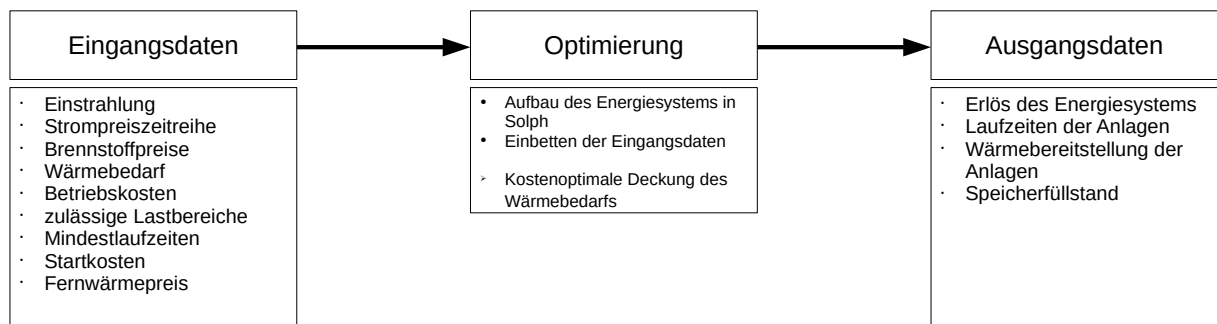 Eingangsdaten
· Einstrahlung
· Strompreiszeitreihe
· Brennstoffpreise
· Wärmebedarf
· Betriebskosten
· zulässige Lastbereiche
· Mindestlaufzeiten
· Startkosten
· Fernwärmepreis
Optimierung
• Aufbau des Energiesystems in
Solph
• Einbetten der Eingangsdaten
➢ Kostenoptimale Deckung des
Wärmebedarfs
Ausgangsdaten
· Erlös des Energiesystems
· Laufzeiten der Anlagen
· Wärmebereitstellung der
Anlagen
· Speicherfüllstand